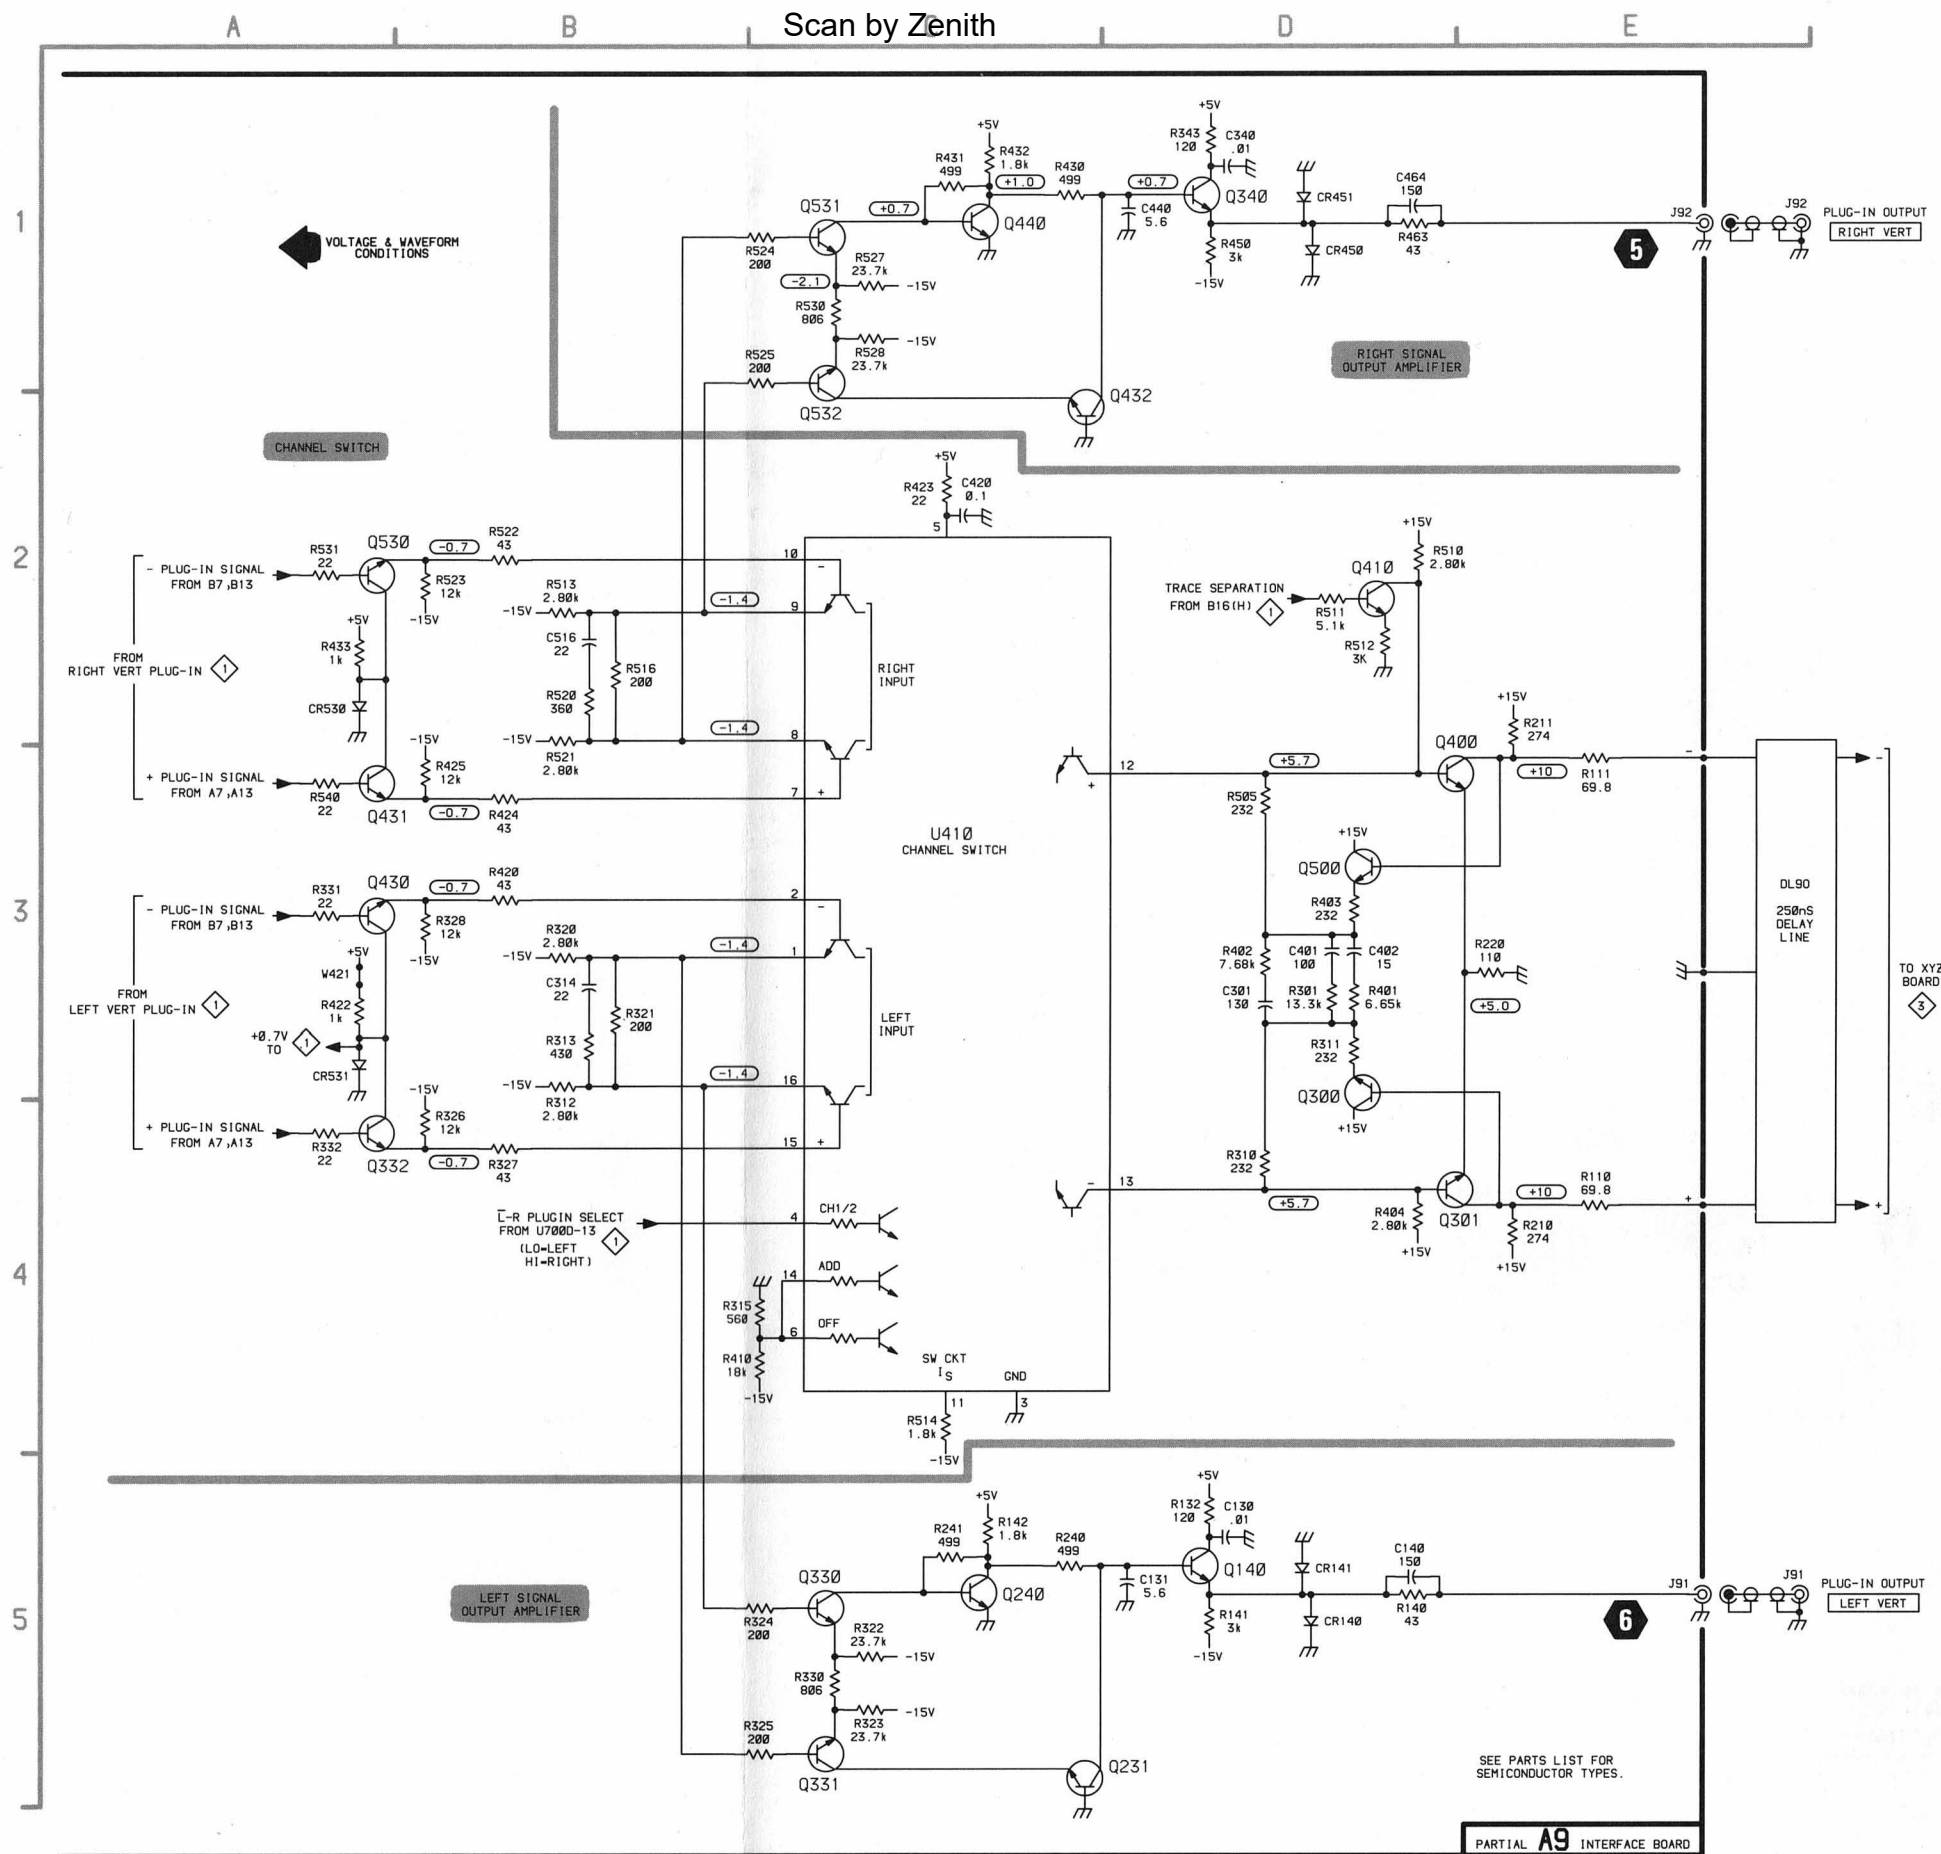 Scan by Zenith
A
B
C
D
E
1
2
3
4
5
VOLTAGE & WAVEFORM
CONDITIONS
+5V
R431
499
R432
1.8k
+1.0
R430
499
+0.7
Q531
+0.7
Q440
R524
200
R527
23.7k
-2.1
-15V
R530
806
-15V
R525
200
R528
23.7k
Q532
Q432
C440
5.6
+5V
R343
120
C340
.01
Q340
R450
3k
-15V
CR451
CR450
C464
150
R463
43
5
J92
J92
PLUG-IN OUTPUT
RIGHT VERT
RIGHT SIGNAL
OUTPUT AMPLIFIER
CHANNEL SWITCH
+5V
R423
22
C420
0.1
5
- PLUG-IN SIGNAL
FROM B7,B13
R531
22
Q530
-0.7
R522
43
R523
12k
-15V
+5V
R433
1k
CR530
FROM
RIGHT VERT PLUG-IN
1
+ PLUG-IN SIGNAL
FROM A7,A13
R540
22
Q431
-15V
R425
12k
-0.7
R424
43
R513
2.80k
-15V
C516
22
R516
200
R520
360
-15V
R521
2.80k
-1.4
-1.4
10
-
9
8
7
+
RIGHT
INPUT
U410
CHANNEL SWITCH
12
+
TRACE SEPARATION
FROM B16(H)
1
R511
5.1k
Q410
R512
3K
+15V
R510
2.80k
+5.7
Q400
+15V
R211
274
+10
R111
69.8
-
-
R505
232
+15V
Q500
R403
232
R402
7.68k
C401
100
C402
15
C301
130
R301
13.3k
R401
6.65k
R311
232
Q300
+15V
R310
232
R220
110
+5.0
DL90
250nS
DELAY
LINE
TO XYZ
BOARD
3
- PLUG-IN SIGNAL
FROM B7,B13
R331
22
Q430
-0.7
R420
43
R328
12k
-15V
+5V
W421
R422
1k
FROM
LEFT VERT PLUG-IN
1
+0.7V
TO
1
CR531
+ PLUG-IN SIGNAL
FROM A7,A13
R332
22
Q332
-15V
R326
12k
-0.7
R327
43
R320
2.80k
-15V
C314
22
R321
200
R313
430
-15V
R312
2.80k
-1.4
-1.4
2
-
1
16
15
+
LEFT
INPUT
-
13
+5.7
R404
2.80k
+15V
Q301
+10
R110
69.8
R210
274
+15V
+
+
L-R PLUGIN SELECT
FROM U700D-13
(LO=LEFT
HI=RIGHT)
1
4
CH1/2
14
ADD
6
OFF
R315
560
R410
18k
-15V
SW CKT
IS
GND
11
3
R514
1.8k
-15V
+5V
R241
499
R142
1.8k
R240
499
Q330
Q240
C131
5.6
R324
200
R322
23.7k
-15V
R330
806
-15V
R325
200
R323
23.7k
Q331
Q231
+5V
R132
120
C130
.01
Q140
R141
3k
-15V
CR141
CR140
C140
150
R140
43
6
J91
J91
PLUG-IN OUTPUT
LEFT VERT
LEFT SIGNAL
OUTPUT AMPLIFIER
SEE PARTS LIST FOR
SEMICONDUCTOR TYPES.
PARTIAL A9 INTERFACE BOARD